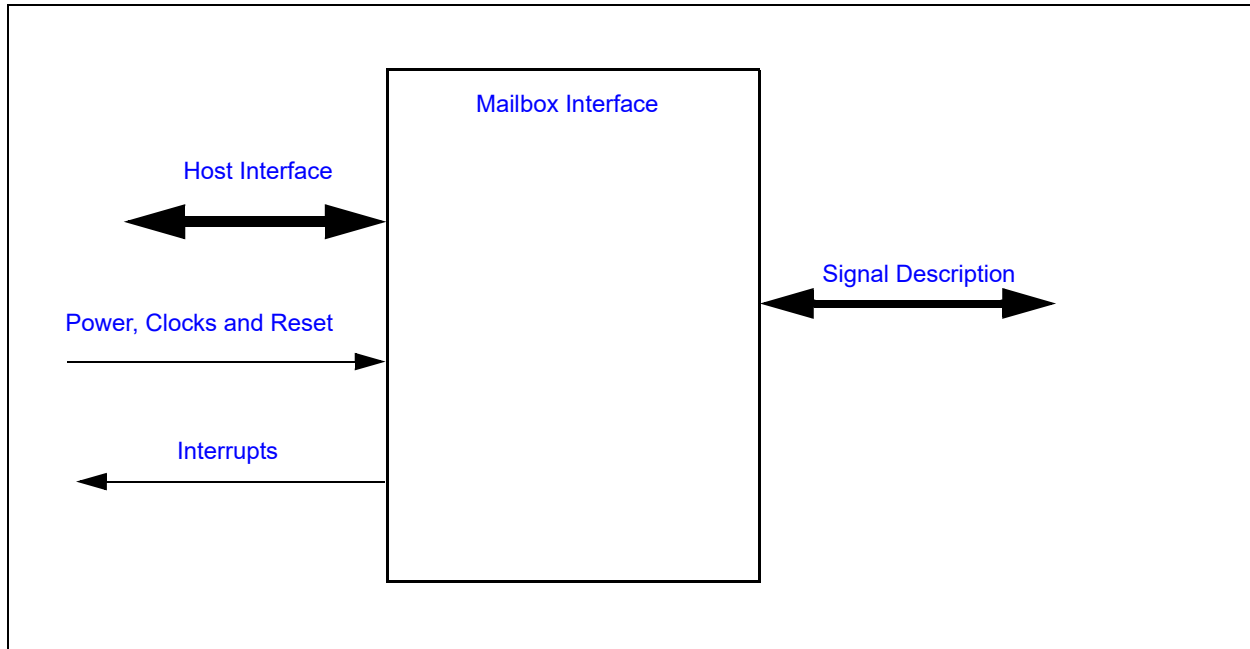 Mailbox Interface
Host Interface
Signal Description
Power, Clocks and Reset
Interrupts